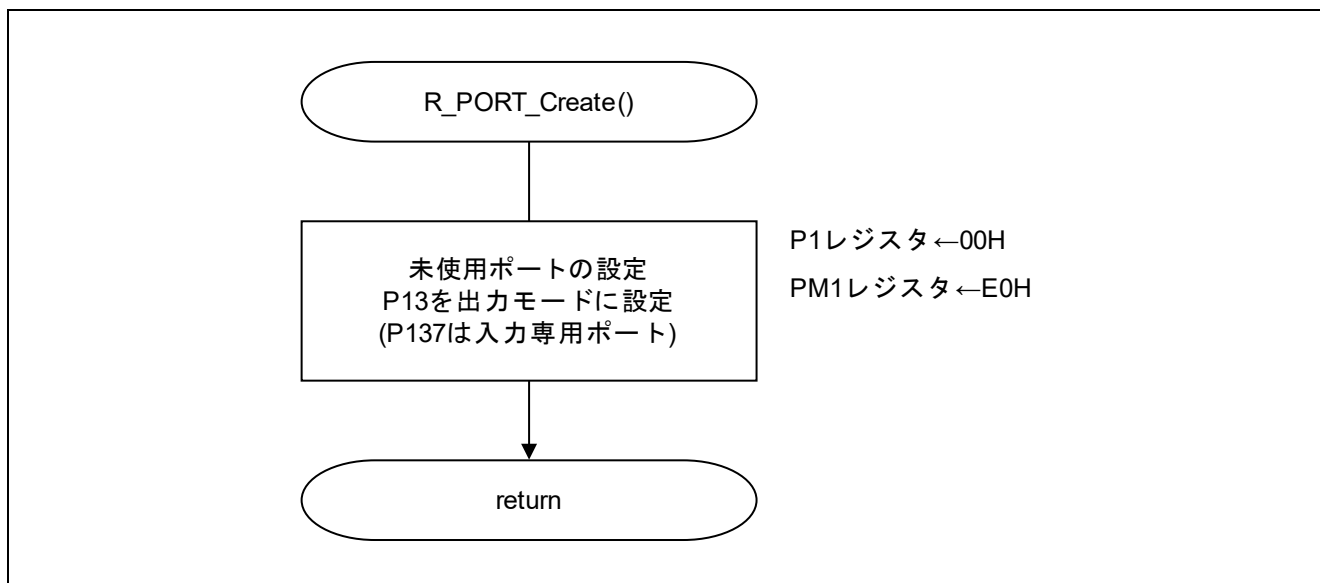 R_PORT_Create()
未使用ポートの設定
P13を出力モードに設定
(P137は入力専用ポート)
P1レジスタ←00H
PM1レジスタ←E0H
return